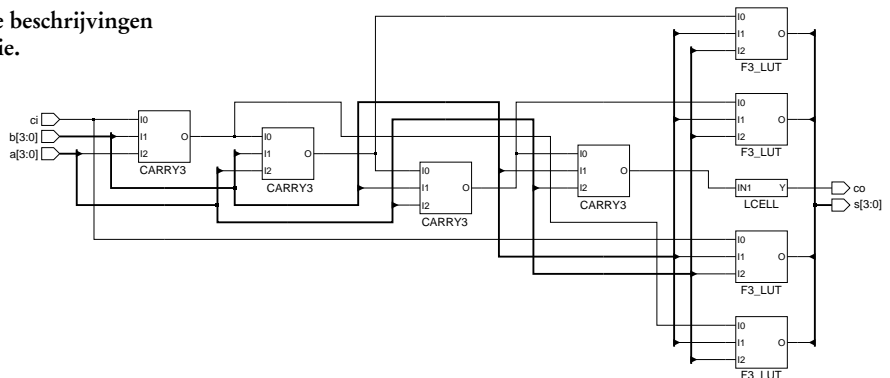 e beschrijvingen
ie.
I0
I1 O
I2
F3_LUT
I0
I1 O
I2
F3_LUT
ci
b[3:0]
a[3:0]
I0
I1 O
I2
CARRY3
I0
I1 O
I2
CARRY3
I0
I1 O
I2
CARRY3
I0
I1 O
I2
CARRY3
IN1 Y
LCELL
co
s[3:0]
I0
I1 O
I2
F3_LUT
I0
I1 O
I2
F3_LUT